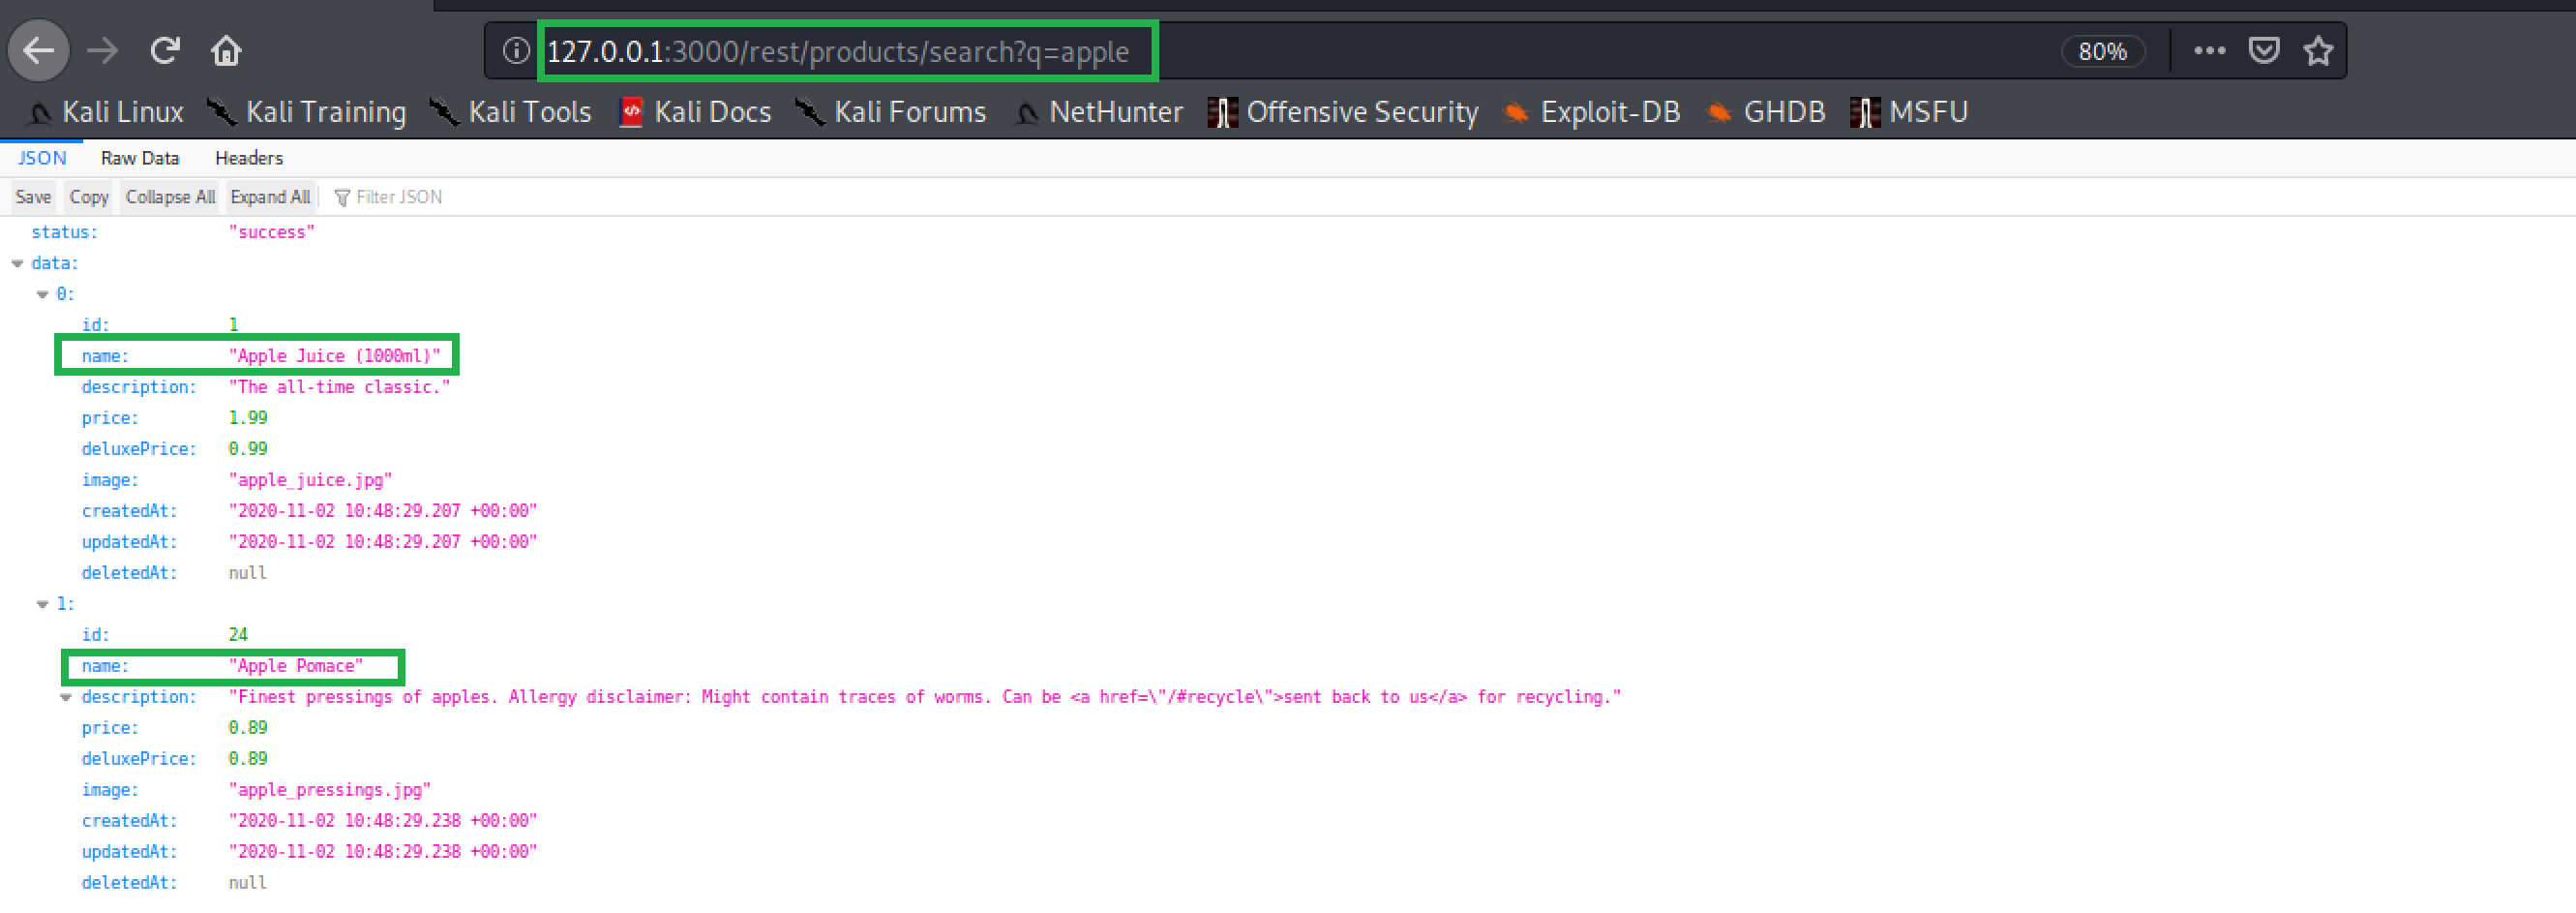 127.0.0.1:3000/rest/products/search?q=apple 80%
Kali Linux Kali Training Kali Tools Kali Docs Kali Forums NetHunter Offensive Security Exploit-DB GHDB MSFU
JSON Raw Data Headers
Save Copy Collapse All Expand All Filter JSON
status: "success"
data:
0:
id: 1
name: "Apple Juice (1000ml)"
description: "The all-time classic."
price: 1.99
deluxePrice: 0.99
image: "apple_juice.jpg"
createdAt: "2020-11-02 10:48:29.207 +00:00"
updatedAt: "2020-11-02 10:48:29.207 +00:00"
deletedAt: null
1:
id: 24
name: "Apple Pomace"
description: "Finest pressings of apples. Allergy disclaimer: Might contain traces of worms. Can be <a href=\"/#recycle\">sent back to us</a> for recycling."
price: 0.89
deluxePrice: 0.89
image: "apple_pressings.jpg"
createdAt: "2020-11-02 10:48:29.238 +00:00"
updatedAt: "2020-11-02 10:48:29.238 +00:00"
deletedAt: null